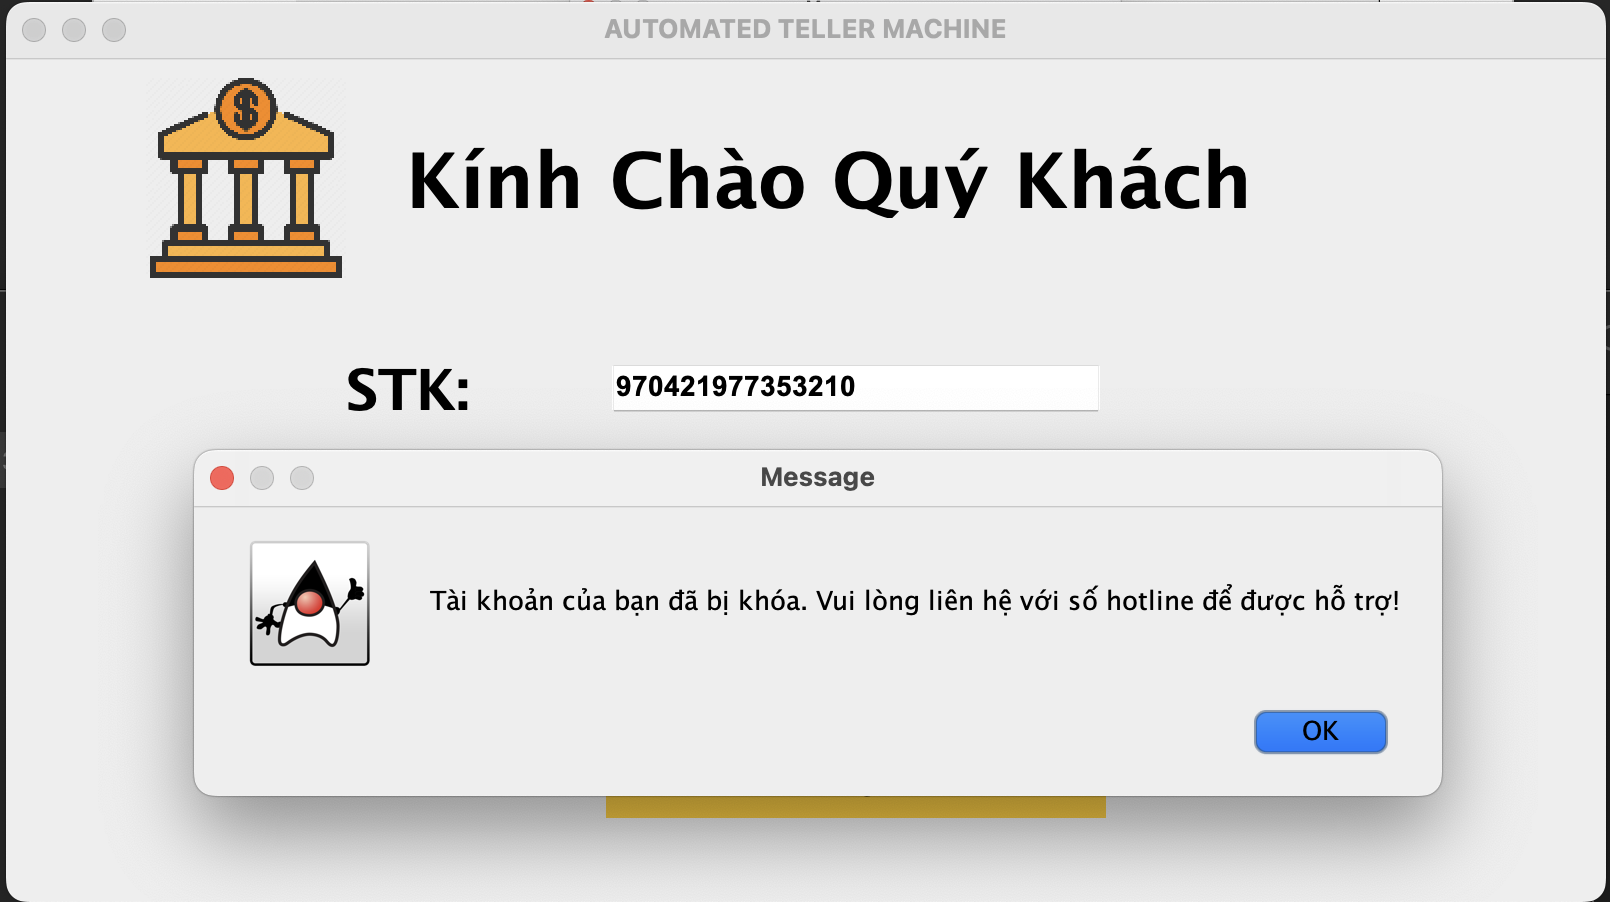 AUTOMATED TELLER MACHINE
$
Kính Chào Quý Khách
STK:
970421977353210
Message
Tài khoản của bạn đã bị khóa. Vui lòng liên hệ với số hotline để được hỗ trợ!
OK